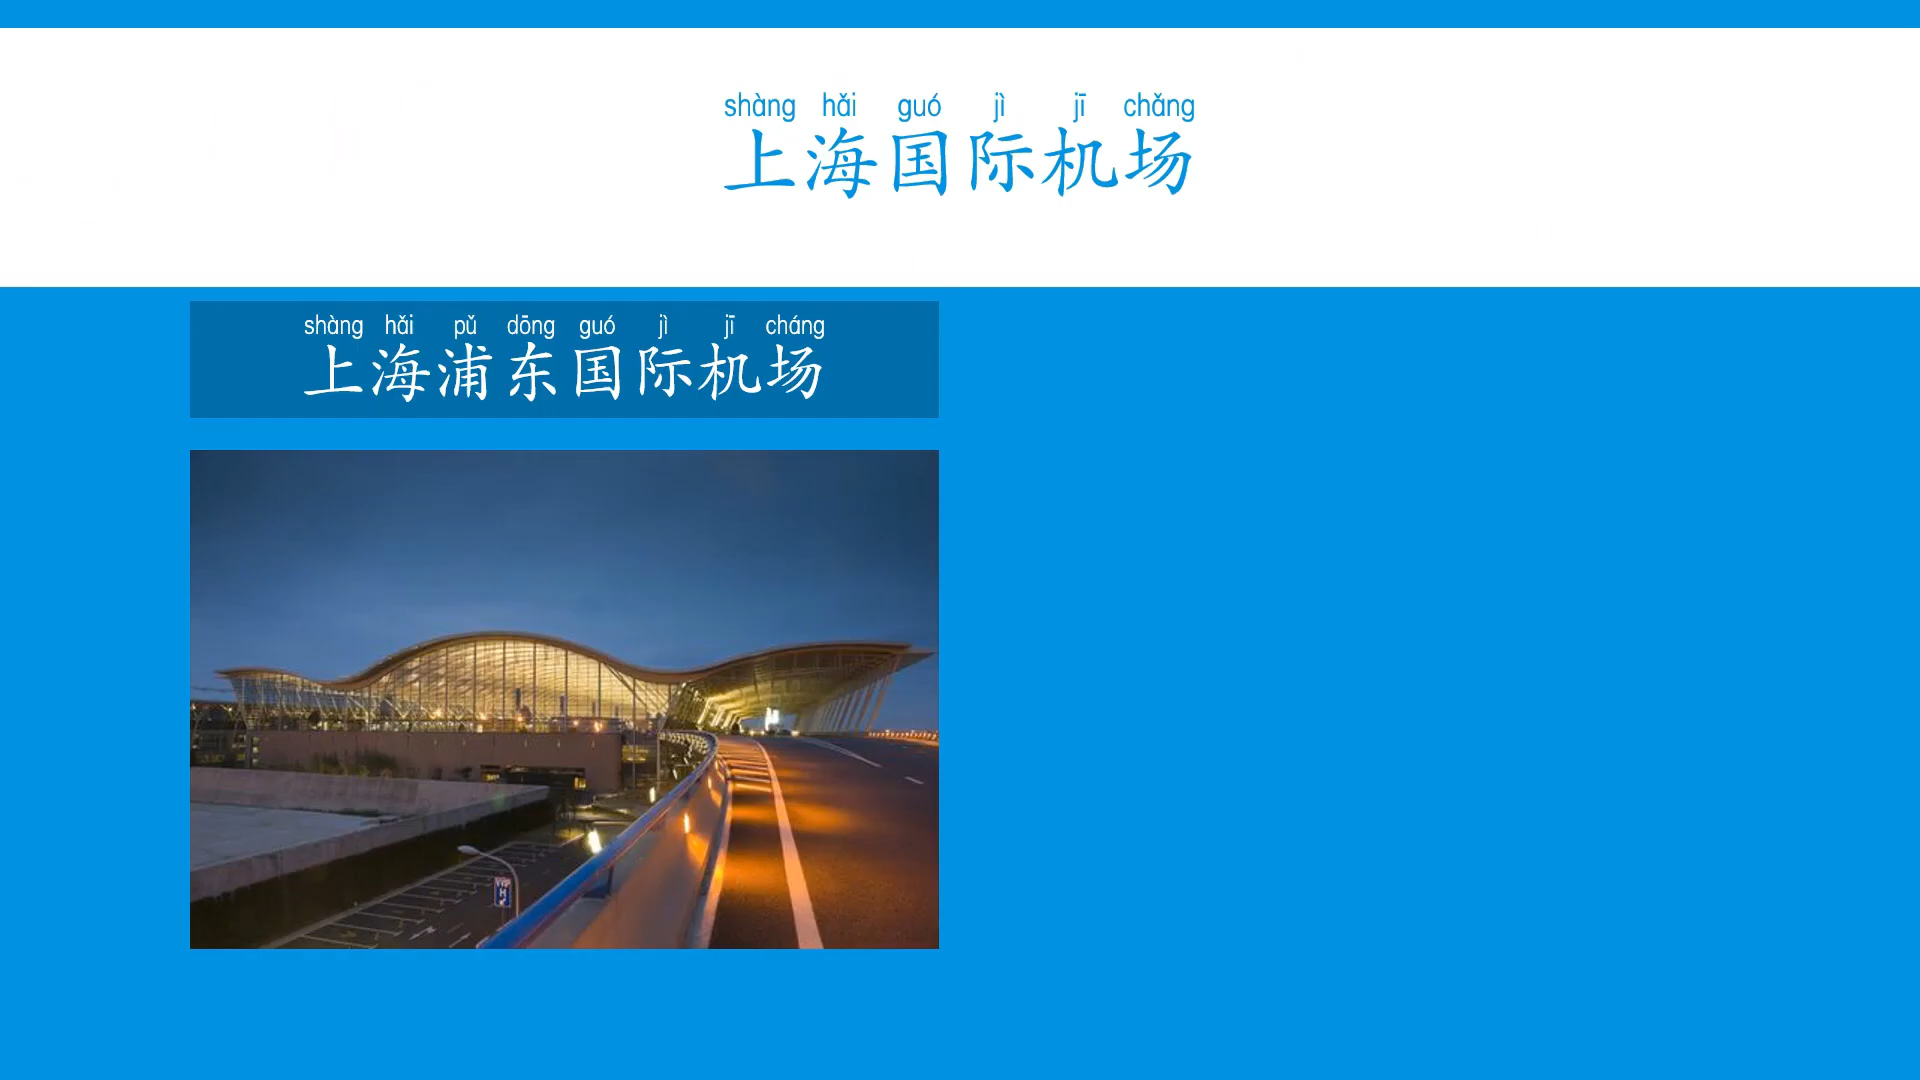 shàng hǎi guó jì jī chǎng
上海国际机场
shàng hǎi pǔ dōng guó jì jī cháng
上海浦东国际机场
H